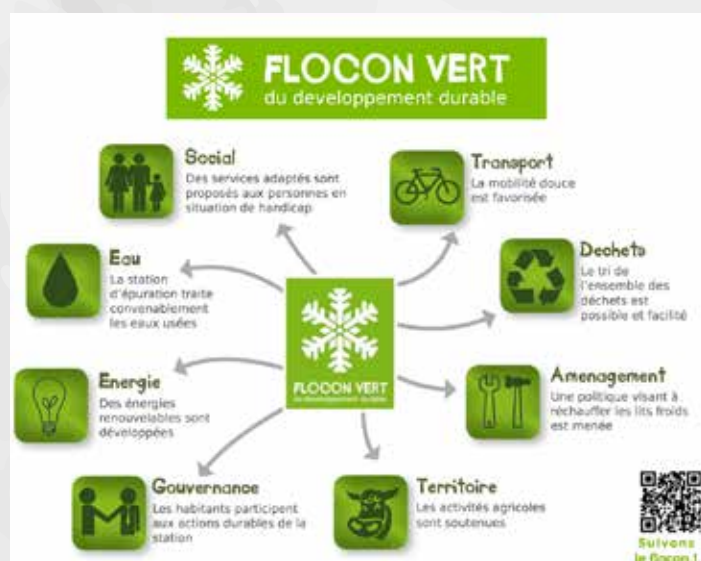 FLOCON VERT
du developpement durable
Social
Des services adaptés sont
proposés aux personnes en
situation de handicap
Transport
La mobilité douce
est favorisée
Eau
La station
d'épuration traite
convenablement
les eaux usées
Dechets
Le tri de
l'ensemble des
déchets est
possible et facilité
FLOCON VERT
du developpement durable
Energie
Des énergies
renouvelables sont
développées
Amenagement
Une politique visant à
réchauffer les lits froids
est menée
Gouvernance
Les habitants participent
aux actions durables de la
station
Territoire
Les activités agricoles
sont soutenues
Suivons
le flocon !